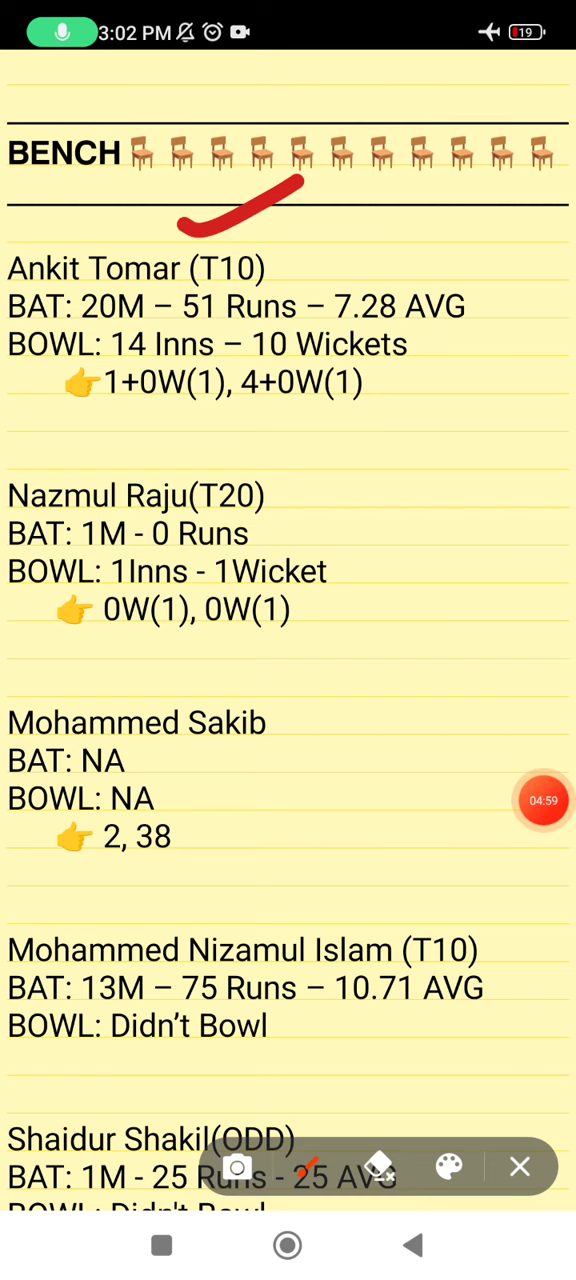 3:02 PM 19
BENCH🪑🪑🪑🪑🪑🪑🪑🪑🪑🪑🪑
Ankit Tomar (T10)
BAT: 20M – 51 Runs – 7.28 AVG
BOWL: 14 Inns – 10 Wickets
👉1+0W(1), 4+0W(1)
Nazmul Raju(T20)
BAT: 1M - 0 Runs
BOWL: 1Inns - 1Wicket
👉 0W(1), 0W(1)
Mohammed Sakib
BAT: NA
BOWL: NA
04:59
👉 2, 38
Mohammed Nizamul Islam (T10)
BAT: 13M – 75 Runs – 10.71 AVG
BOWL: Didn’t Bowl
Shaidur Shakil(ODD)
BAT: 1M - 25 Runs - 25 AVG
BOWL: Didn't Bowl